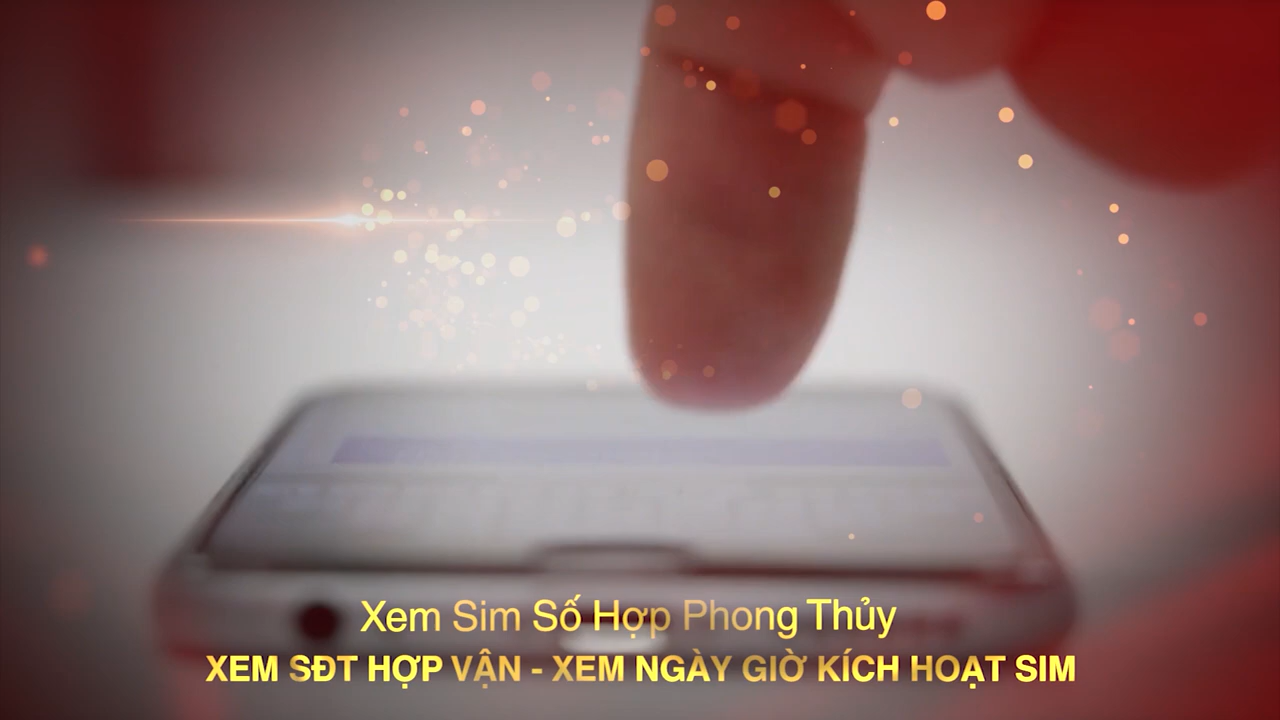 Xem Sim Số Hợp Phong Thủy
XEM SĐT HỢP VẬN - XEM NGÀY GIỜ KÍCH HOẠT SIM